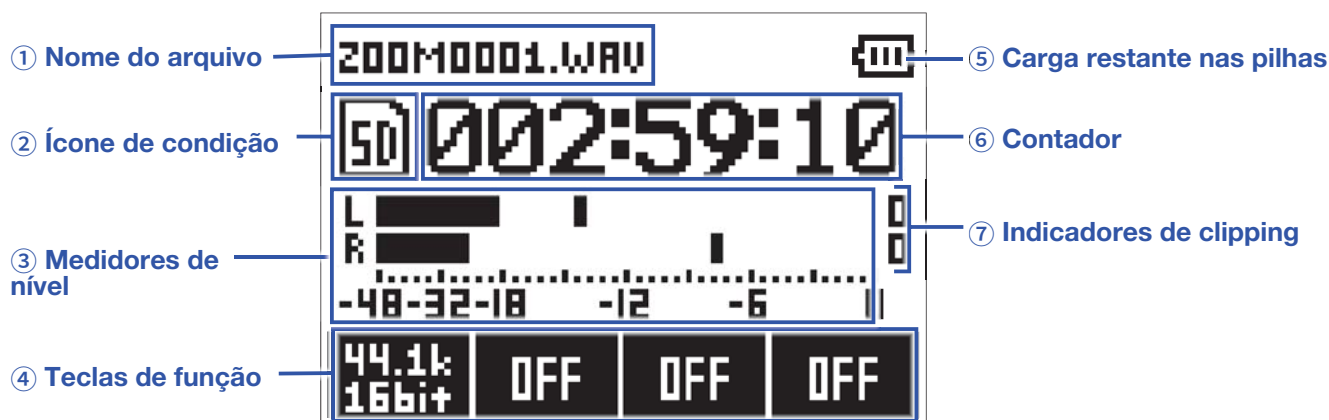 ① Nome do arquivo
ZOOM0001.WAV
⑤ Carga restante nas pilhas
② Ícone de condição
SD
002:59:10
⑥ Contador
L
R
⑦ Indicadores de clipping
③ Medidores de
nível
-48-32-18 -12 -6 0
④ Teclas de função
44.1k
16bit
OFF OFF OFF